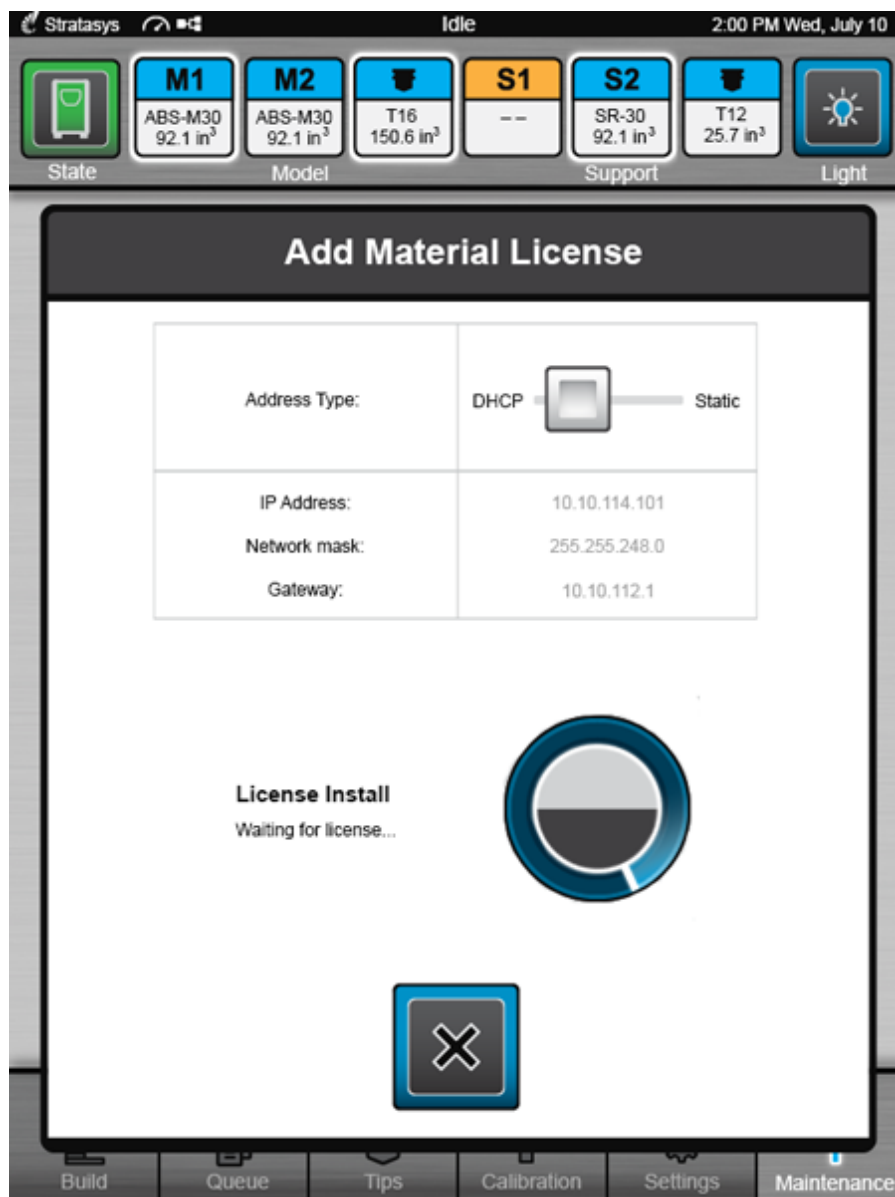 Stratasys Idle 2:00 PM Wed, July 10
M1 M2 S1 S2
ABS-M30 ABS-M30 T16 -- SR-30 T12
92.1 in³ 92.1 in³ 150.6 in³ 92.1 in³ 25.7 in³
State Model Support Light
Add Material License
Address Type: DHCP Static
IP Address: 10.10.114.101
Network mask: 255.255.248.0
Gateway: 10.10.112.1
License Install
Waiting for license...
Build Queue Tips Calibration Settings Maintenance